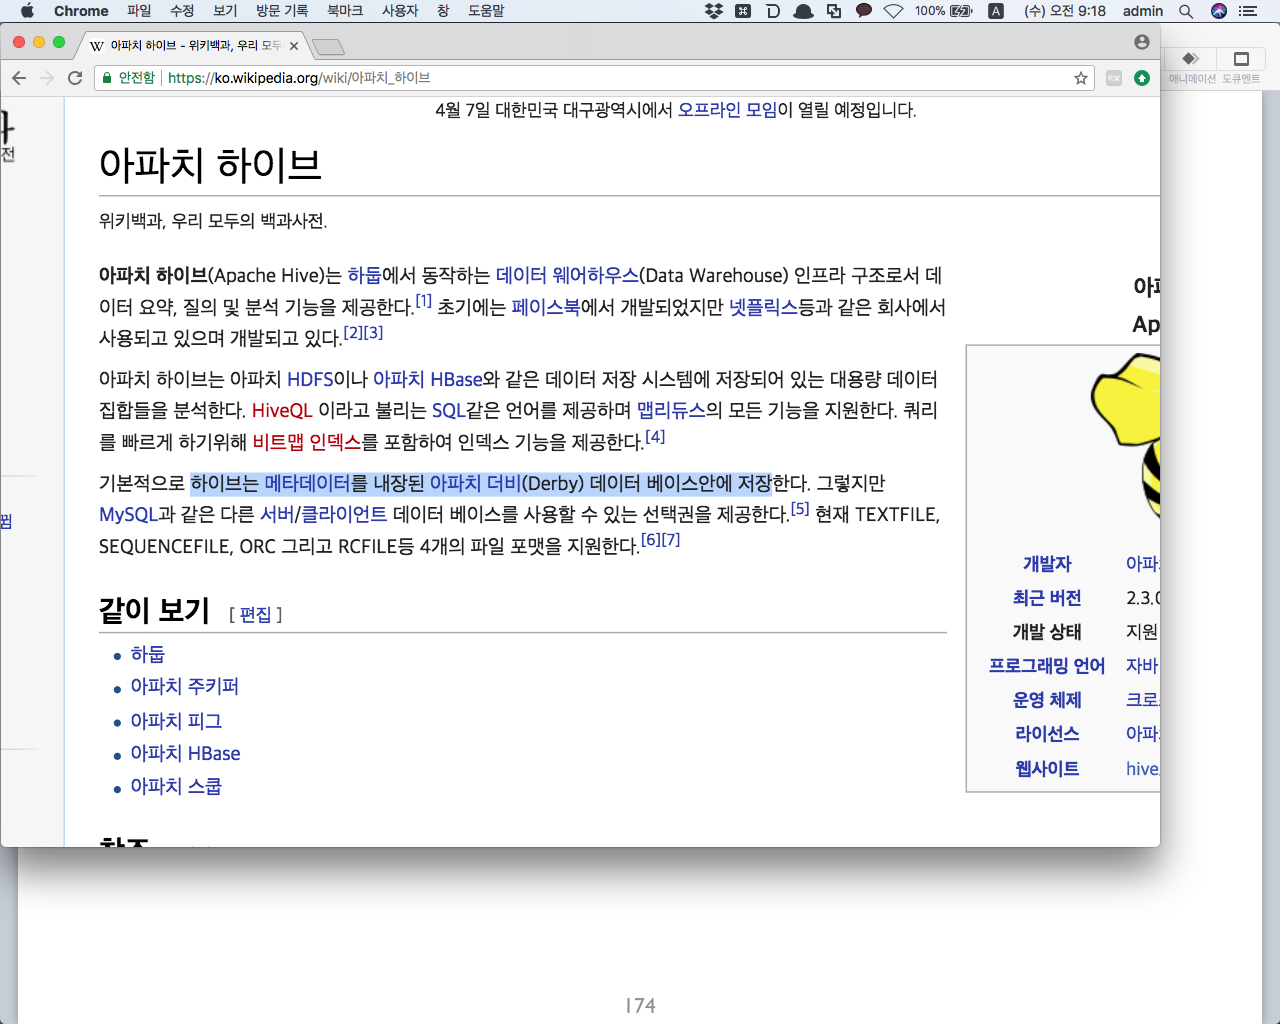 Chrome 파일 수정 보기 방문 기록 북마크 사용자 창 도움말 100% A (수) 오전 9:18 admin
W 아파치 하이브 - 위키백과, 우리 모두
안전함 https://ko.wikipedia.org/wiki/아파치_하이브
애니메이션 도큐먼트
4월 7일 대한민국 대구광역시에서 오프라인 모임이 열릴 예정입니다.
전
아파치 하이브
위키백과, 우리 모두의 백과사전.
아파치 하이브(Apache Hive)는 하둡에서 동작하는 데이터 웨어하우스(Data Warehouse) 인프라 구조로서 데
이터 요약, 질의 및 분석 기능을 제공한다.[1] 초기에는 페이스북에서 개발되었지만 넷플릭스등과 같은 회사에서
사용되고 있으며 개발되고 있다.[2][3]
아파치 하이브는 아파치 HDFS이나 아파치 HBase와 같은 데이터 저장 시스템에 저장되어 있는 대용량 데이터
집합들을 분석한다. HiveQL 이라고 불리는 SQL같은 언어를 제공하며 맵리듀스의 모든 기능을 지원한다. 쿼리
를 빠르게 하기위해 비트맵 인덱스를 포함하여 인덱스 기능을 제공한다.[4]
기본적으로 하이브는 메타데이터를 내장된 아파치 더비(Derby) 데이터 베이스안에 저장한다. 그렇지만
MySQL과 같은 다른 서버/클라이언트 데이터 베이스를 사용할 수 있는 선택권을 제공한다.[5] 현재 TEXTFILE,
SEQUENCEFILE, ORC 그리고 RCFILE등 4개의 파일 포맷을 지원한다.[6][7]
같이 보기 [ 편집 ]
하둡
아파치 주키퍼
아파치 피그
아파치 HBase
아파치 스쿱
Ap
개발자 아파
최근 버전 2.3.0
개발 상태 지원
프로그래밍 언어 자바
운영 체제 크로
라이선스 아파
웹사이트 hive
174